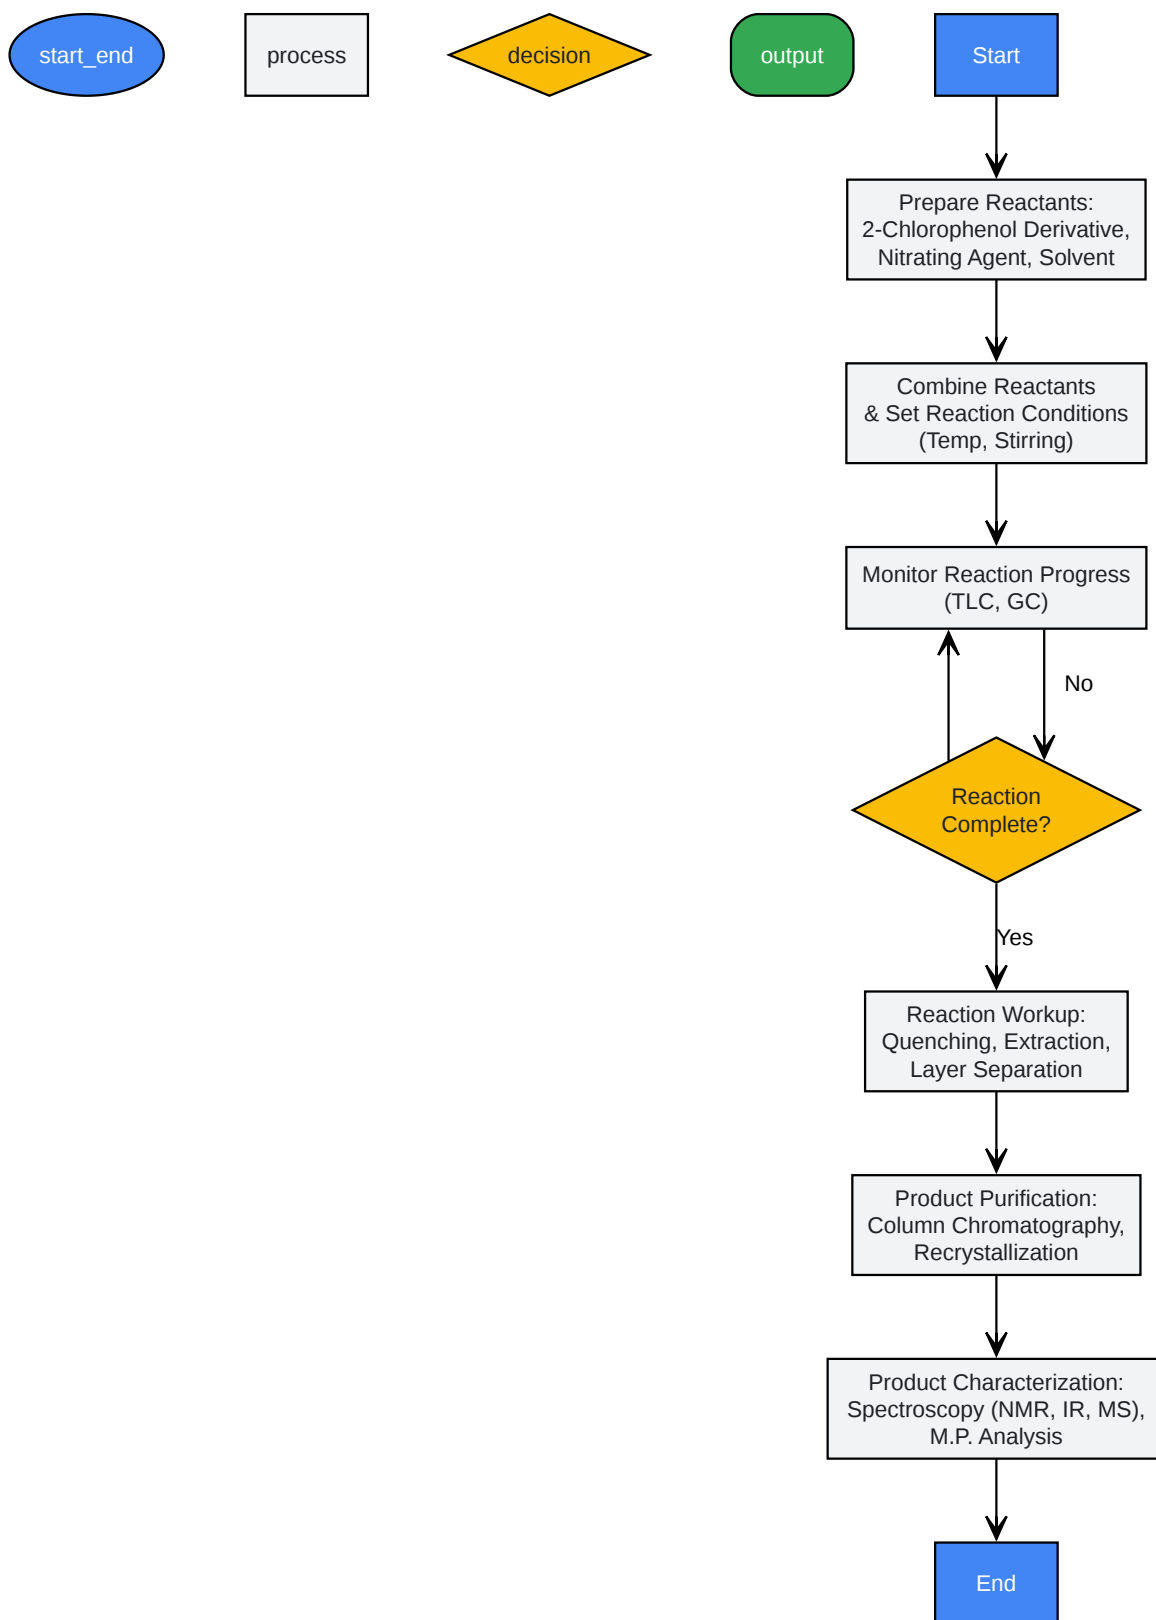 start_end
process
decision
output
Start
Prepare Reactants:
2-Chlorophenol Derivative,
Nitrating Agent, Solvent
Combine Reactants
& Set Reaction Conditions
(Temp, Stirring)
Monitor Reaction Progress
(TLC, GC)
No
Reaction
Complete?
Yes
Reaction Workup:
Quenching, Extraction,
Layer Separation
Product Purification:
Column Chromatography,
Recrystallization
Product Characterization:
Spectroscopy (NMR, IR, MS),
M.P. Analysis
End